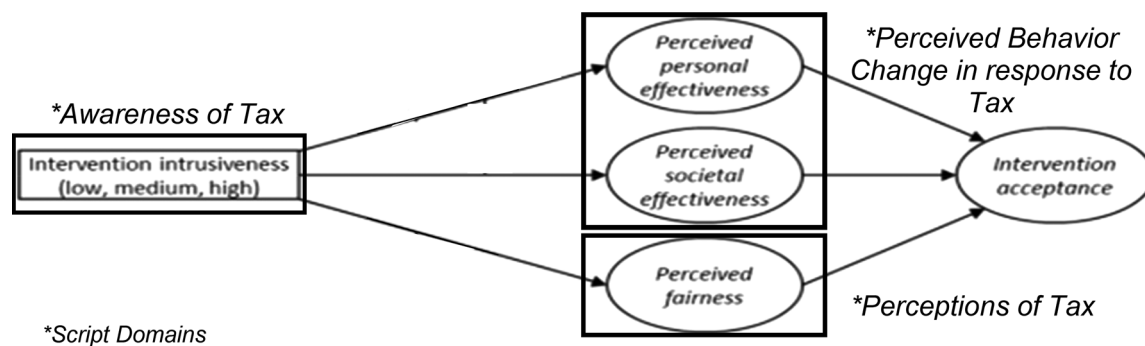 *Awareness of Tax
Intervention intrusiveness
(low, medium, high)
Perceived
personal
effectiveness
Perceived
societal
effectiveness
Perceived
fairness
*Perceived Behavior
Change in response to
Tax
Intervention
acceptance
*Perceptions of Tax
*Script Domains